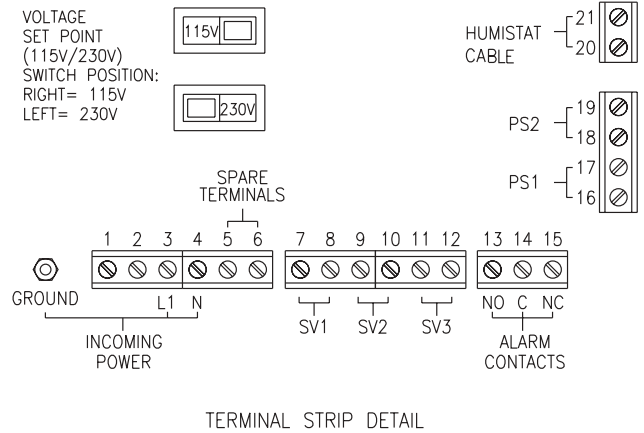 VOLTAGE
SET POINT
(115V/230V)
SWITCH POSITION:
RIGHT= 115V
LEFT= 230V
115V
230V
HUMISTAT
CABLE
21
20
PS2
19
18
PS1
17
16
SPARE
TERMINALS
1 2 3 4 5 6 7 8 9 10 11 12 13 14 15
GROUND
L1 N
INCOMING
POWER
SV1 SV2 SV3
NO C NC
ALARM
CONTACTS
TERMINAL STRIP DETAIL